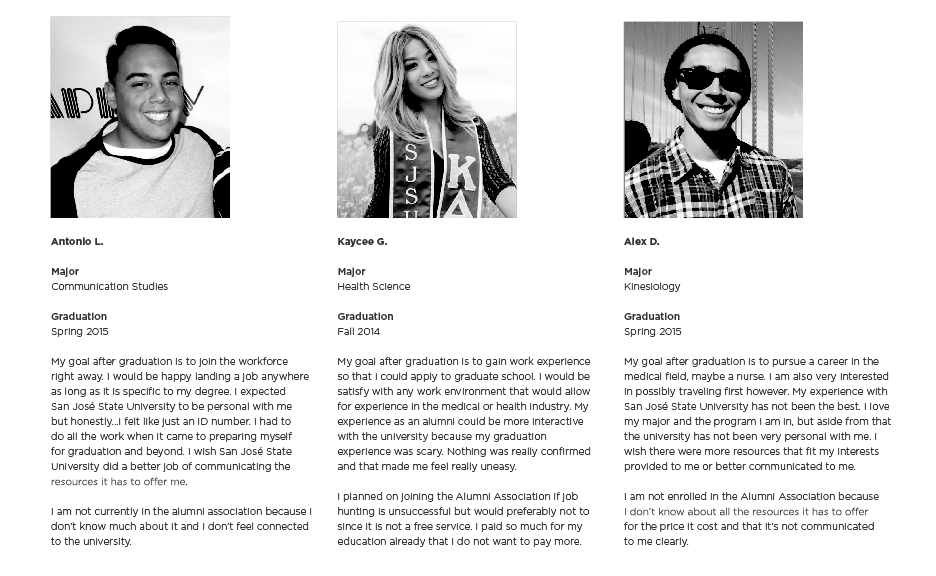 SJSU
KΔ
Antonio L.
Major
Communication Studies
Graduation
Spring 2015
My goal after graduation is to join the workforce
right away. I would be happy landing a job anywhere
as long as it is specific to my degree. I expected
San José State University to be personal with me
but honestly...I felt like just an ID number. I had to
do all the work when it came to preparing myself
for graduation and beyond. I wish San José State
University did a better job of communicating the
resources it has to offer me.
I am not currently in the alumni association because I
don't know much about it and I don't feel connected
to the university.
Kaycee G.
Major
Health Science
Graduation
Fall 2014
My goal after graduation is to gain work experience
so that I could apply to graduate school. I would be
satisfy with any work environment that would allow
for experience in the medical or health industry. My
experience as an alumni could be more interactive
with the university because my graduation
experience was scary. Nothing was really confirmed
and that made me feel really uneasy.
I planned on joining the Alumni Association if job
hunting is unsuccessful but would preferably not to
since it is not a free service. I paid so much for my
education already that I do not want to pay more.
Alex D.
Major
Kinesiology
Graduation
Spring 2015
My goal after graduation is to pursue a career in the
medical field, maybe a nurse. I am also very interested
in possibly traveling first however. My experience with
San José State University has not been the best. I love
my major and the program I am in, but aside from that
the university has not been very personal with me. I
wish there were more resources that fit my interests
provided to me or better communicated to me.
I am not enrolled in the Alumni Association because
I don't know about all the resources it has to offer
for the price it cost and that it's not communicated
to me clearly.